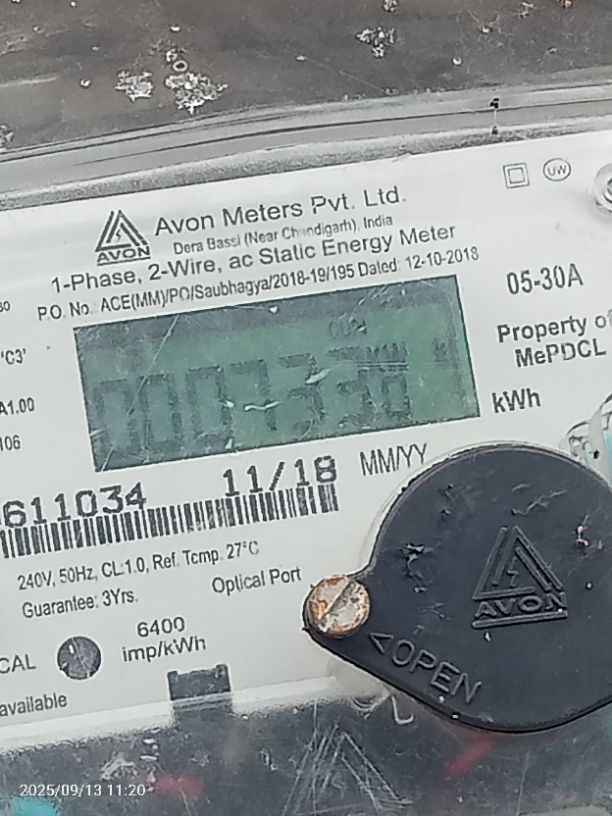 UW
AVON
Avon Meters Pvt. Ltd.
Dera Bassi (Near Chandigarh), India
1-Phase, 2-Wire, ac Static Energy Meter
P.O. No.: ACE(MM)/PO/Saubhagya/2018-19/195 Dated: 12-10-2018
05-30A
Property of
MePDCL
'C3'
A1.00
106
kWh
611034 11/18 MM/YY
240V, 50Hz, CL:1.0, Ref. Temp. 27°C
Guarantee: 3Yrs.
Optical Port
6400
imp/kWh
CAL
available
AVON
<OPEN
2025/09/13 11:20